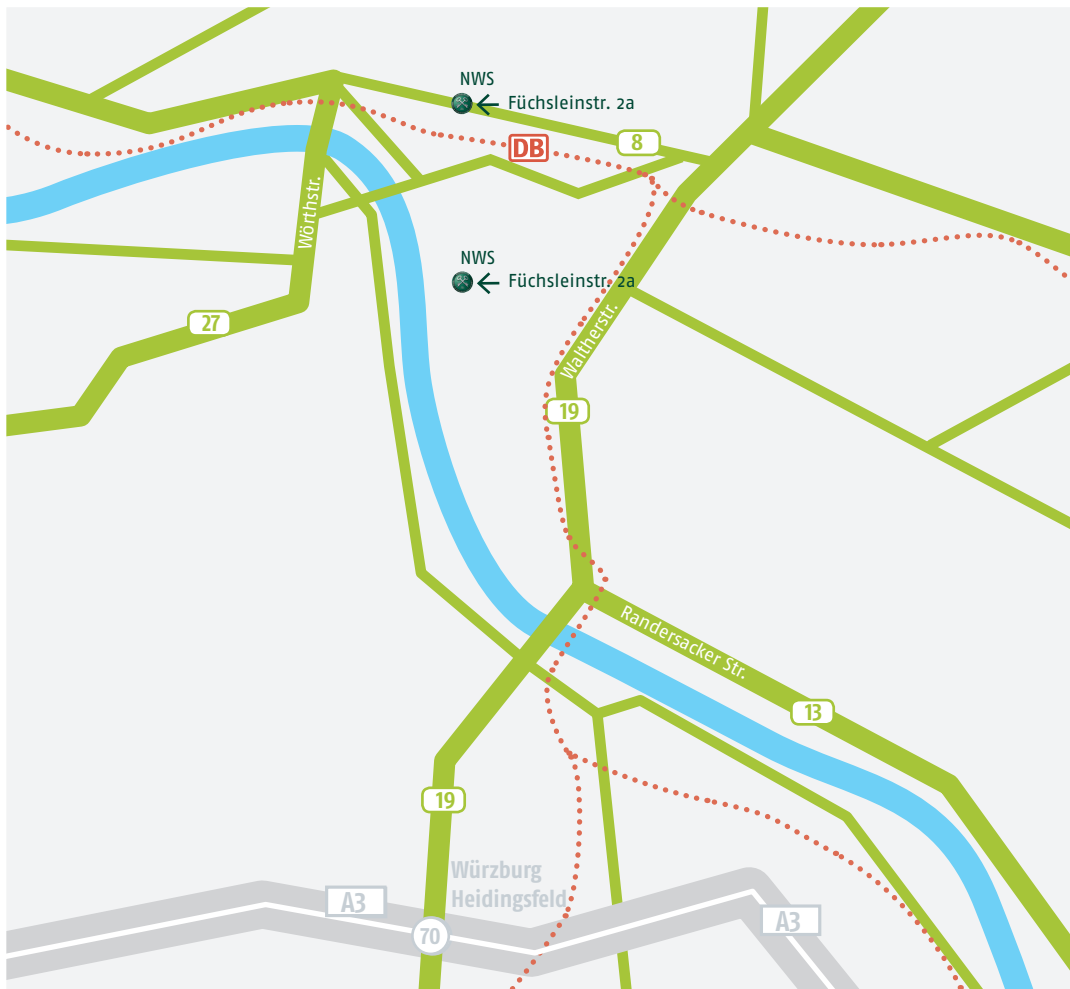 NWS
Füchsleinstr. 2a
8
DB
Wörthstr.
NWS
Füchsleinstr. 2a
27
Waltherstr.
19
Randersacker Str.
13
19
Würzburg
Heidingsfeld
A3
A3
70